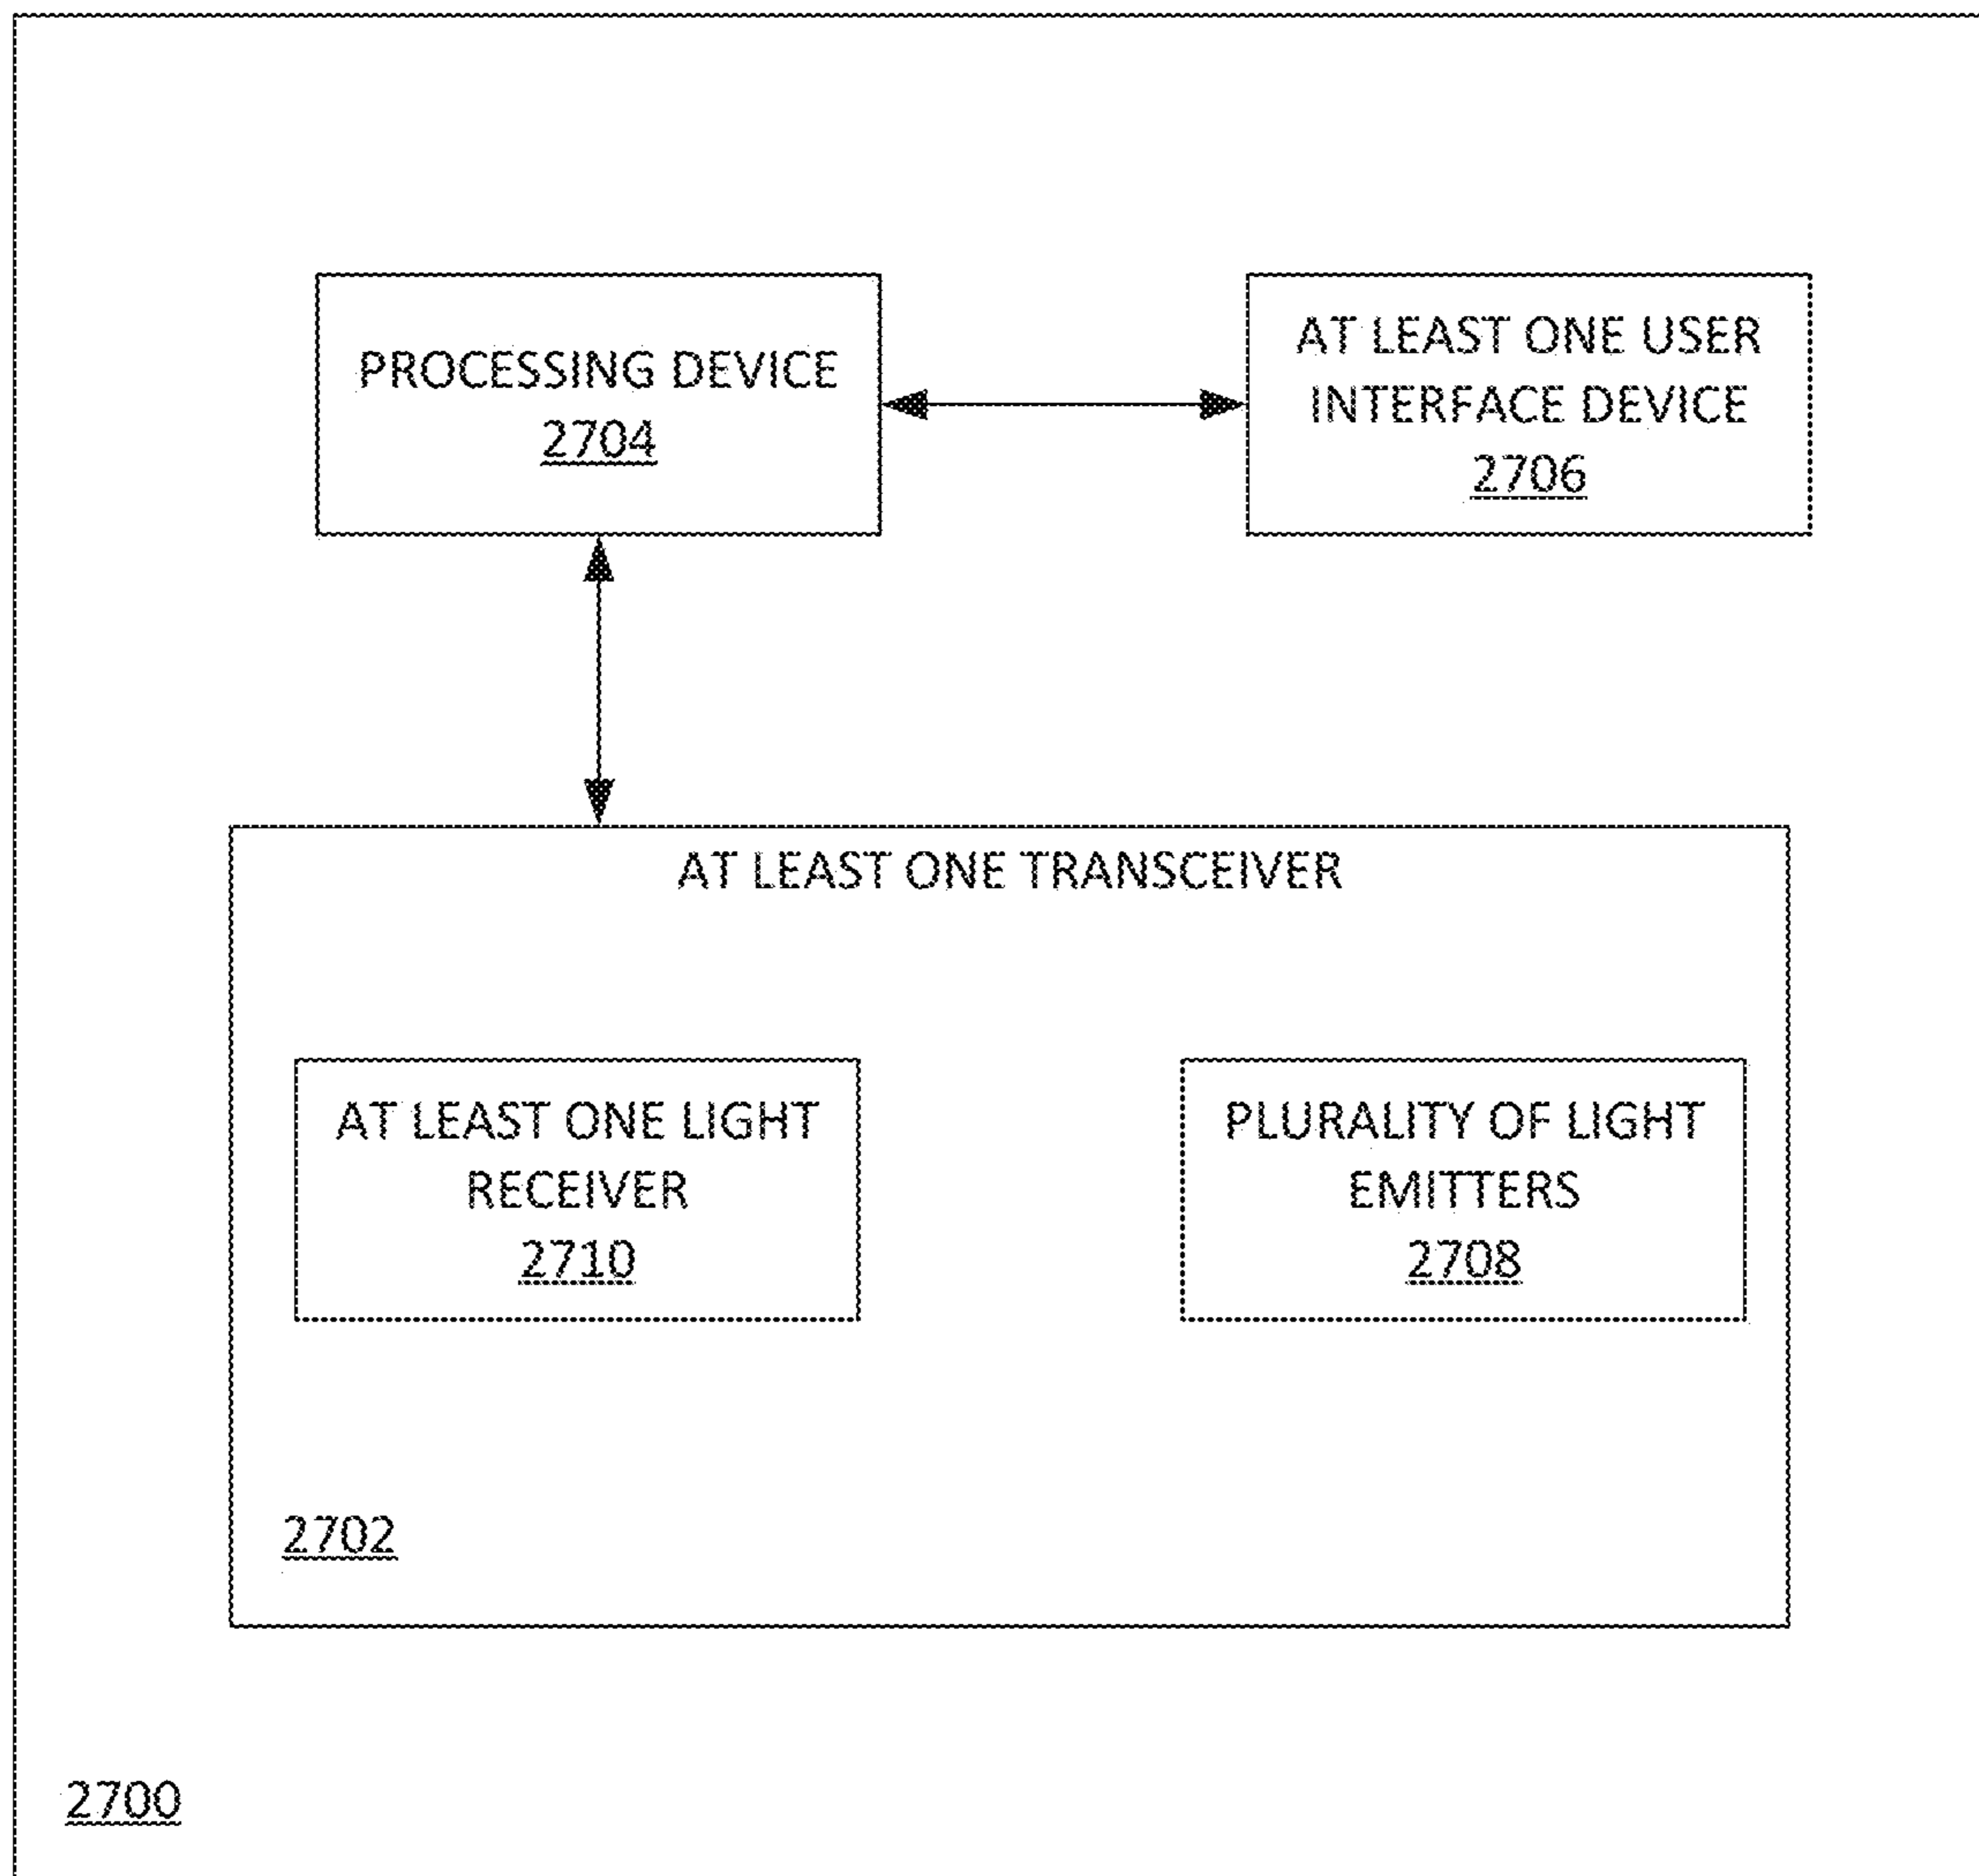 PROCESSING DEVICE
2704
AT LEAST ONE USER
INTERFACE DEVICE
2706
AT LEAST ONE TRANSCEIVER
AT LEAST ONE LIGHT
RECEIVER
2710
PLURALITY OF LIGHT
EMITTERS
2708
2702
2700